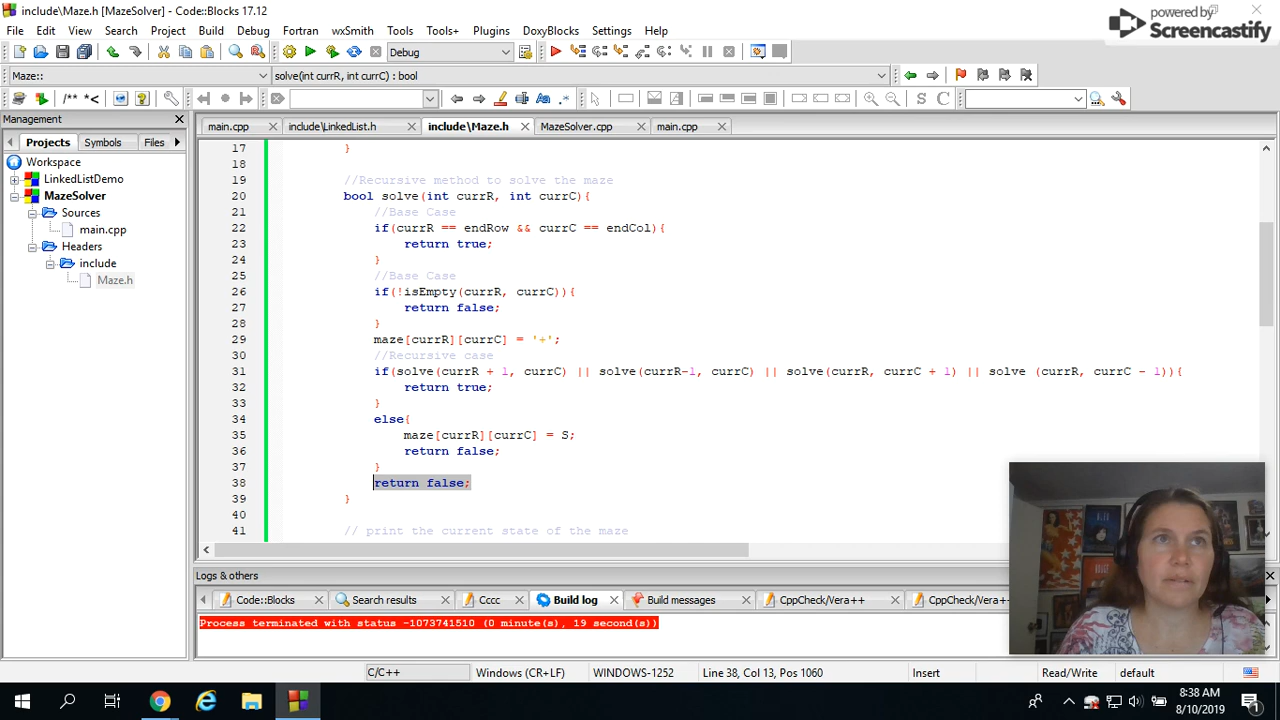 include\Maze.h [MazeSolver] - Code::Blocks 17.12
powered by
Screencastify
File Edit View Search Project Build Debug Fortran wxSmith Tools Tools+ Plugins DoxyBlocks Settings Help
Debug
Maze:: solve(int currR, int currC) : bool
/** *<
S C
Management
main.cpp include\LinkedList.h include\Maze.h MazeSolver.cpp main.cpp
Projects Symbols Files
Workspace
LinkedListDemo
MazeSolver
Sources
main.cpp
Headers
include
Maze.h
17 }
18
19 //Recursive method to solve the maze
20 bool solve(int currR, int currC){
21 //Base Case
22 if(currR == endRow && currC == endCol){
23 return true;
24 }
25 //Base Case
26 if(!isEmpty(currR, currC)){
27 return false;
28 }
29 maze[currR][currC] = '+';
30 //Recursive case
31 if(solve(currR + 1, currC) || solve(currR-1, currC) || solve(currR, currC + 1) || solve (currR, currC - 1)){
32 return true;
33 }
34 else{
35 maze[currR][currC] = S;
36 return false;
37 }
38 return false;
39 }
40
41 // print the current state of the maze
Logs & others
Code::Blocks Search results Cccc Build log Build messages CppCheck/Vera++ CppCheck/Vera++
Process terminated with status -1073741510 (0 minute(s), 19 second(s))
C/C++ Windows (CR+LF) WINDOWS-1252 Line 38, Col 13, Pos 1060 Insert Read/Write default
8:38 AM
8/10/2019